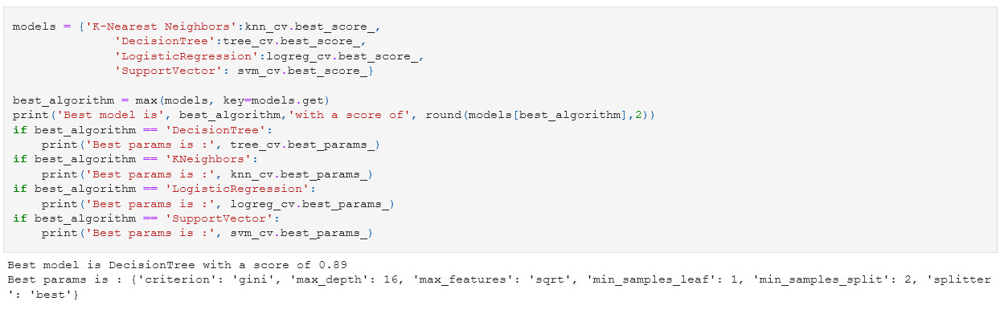 models = {'K-Nearest Neighbors':knn_cv.best_score_,
              'DecisionTree':tree_cv.best_score_,
              'LogisticRegression':logreg_cv.best_score_,
              'SupportVector': svm_cv.best_score_}

best_algorithm = max(models, key=models.get)
print('Best model is', best_algorithm,'with a score of', round(models[best_algorithm],2))
if best_algorithm == 'DecisionTree':
    print('Best params is :', tree_cv.best_params_)
if best_algorithm == 'KNeighbors':
    print('Best params is :', knn_cv.best_params_)
if best_algorithm == 'LogisticRegression':
    print('Best params is :', logreg_cv.best_params_)
if best_algorithm == 'SupportVector':
    print('Best params is :', svm_cv.best_params_)
Best model is DecisionTree with a score of 0.89
Best params is : {'criterion': 'gini', 'max_depth': 16, 'max_features': 'sqrt', 'min_samples_leaf': 1, 'min_samples_split': 2, 'splitter
': 'best'}